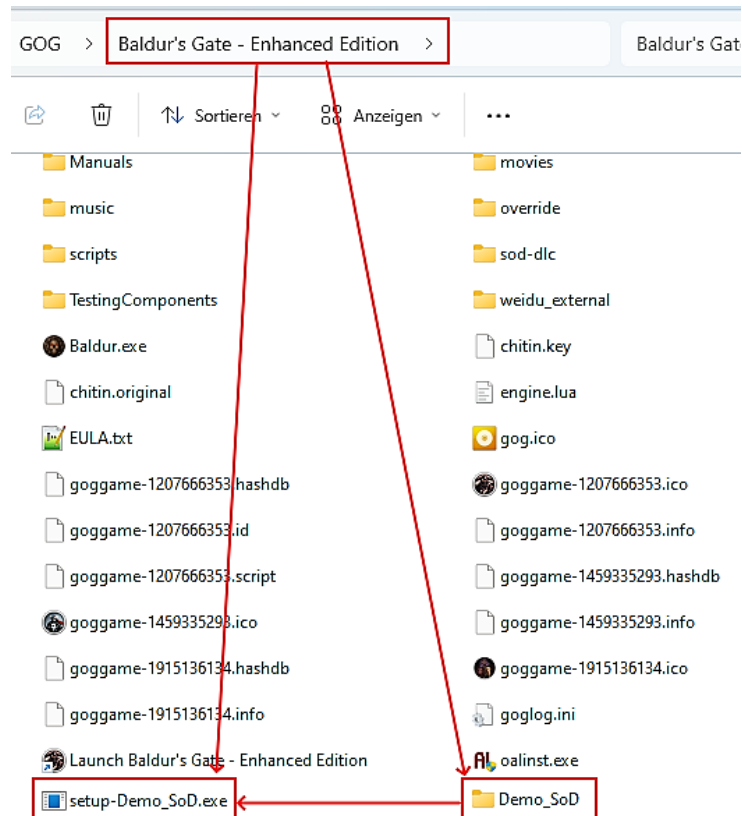 GOG > Baldur's Gate - Enhanced Edition > Baldur's Gat
Sortieren Anzeigen ...
Manuals movies
music override
scripts sod-dlc
TestingComponents weidu_external
Baldur.exe chitin.key
chitin.original engine.lua
EULA.txt gog.ico
goggame-1207666353.hashdb goggame-1207666353.ico
goggame-1207666353.id goggame-1207666353.info
goggame-1207666353.script goggame-1459335293.hashdb
goggame-1459335293.ico goggame-1459335293.info
goggame-1915136134.hashdb goggame-1915136134.ico
goggame-1915136134.info goglog.ini
Launch Baldur's Gate - Enhanced Edition oalinst.exe
setup-Demo_SoD.exe Demo_SoD